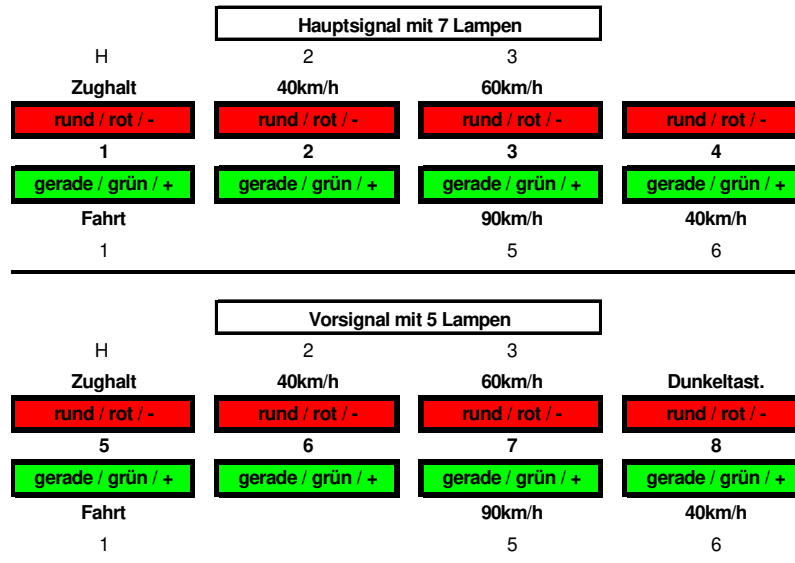 Hauptsignal mit 7 Lampen
H 2 3
Zughalt 40km/h 60km/h
rund / rot / - rund / rot / - rund / rot / - rund / rot / -
1 2 3 4
gerade / grün / + gerade / grün / + gerade / grün / + gerade / grün / +
Fahrt 90km/h 40km/h
1 5 6
Vorsignal mit 5 Lampen
H 2 3
Zughalt 40km/h 60km/h Dunkeltast.
rund / rot / - rund / rot / - rund / rot / - rund / rot / -
5 6 7 8
gerade / grün / + gerade / grün / + gerade / grün / + gerade / grün / +
Fahrt 90km/h 40km/h
1 5 6